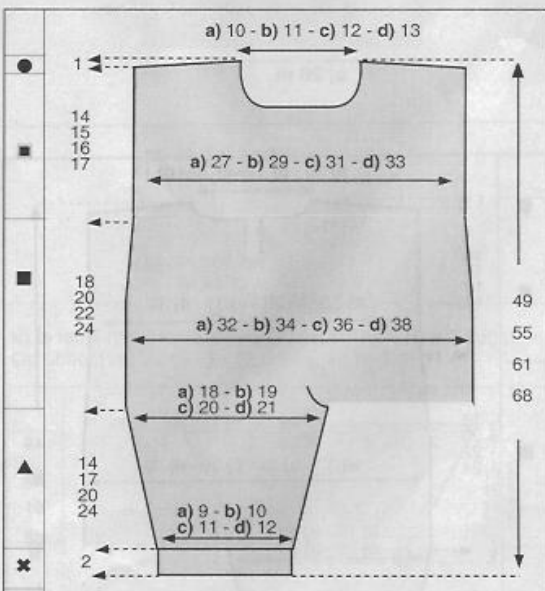 a) 10 - b) 11 - c) 12 - d) 13
1
14
15
16
17
a) 27 - b) 29 - c) 31 - d) 33
18
20
22
24
49
55
61
68
a) 32 - b) 34 - c) 36 - d) 38
a) 18 - b) 19
c) 20 - d) 21
14
17
20
24
a) 9 - b) 10
c) 11 - d) 12
2